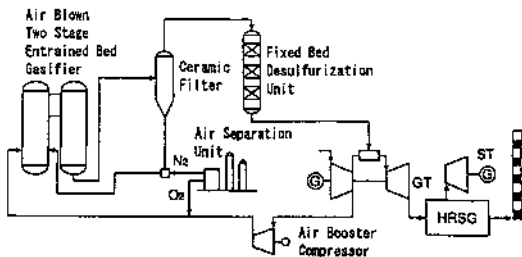 Air Blown
Two Stage
Entrained Bed
Gasifier
Ceramic
Filter
Fixed Bed
Desulfurization
Unit
Air Separation
Unit
N2
O2
G
GT
ST
G
HRSG
Air Booster
Compressor